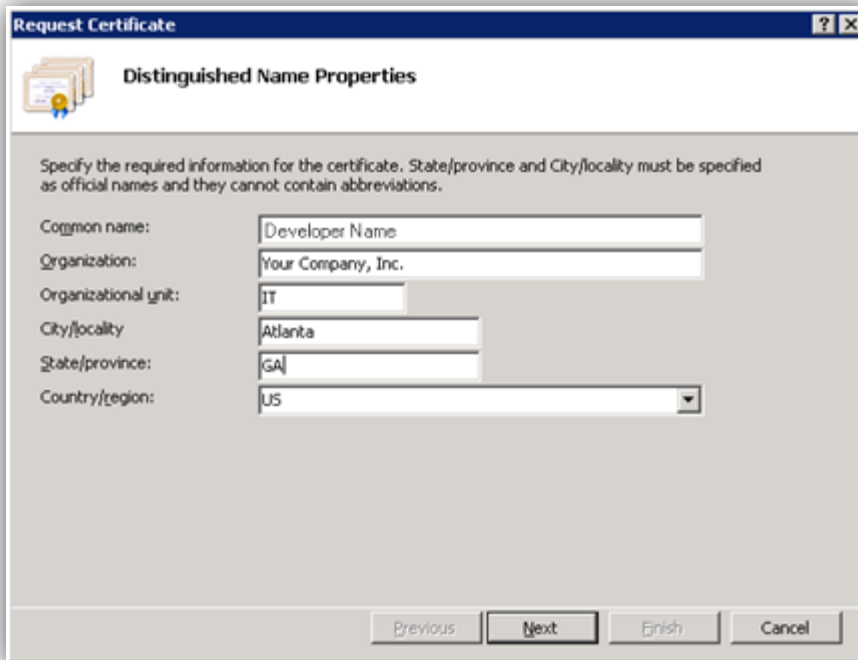 Request Certificate
Distinguished Name Properties
Specify the required information for the certificate. State/province and City/locality must be specified
as official names and they cannot contain abbreviations.
Common name: Developer Name
Organization: Your Company, Inc.
Organizational unit: IT
City/locality Atlanta
State/province: GA
Country/region: US
Previous Next Finish Cancel